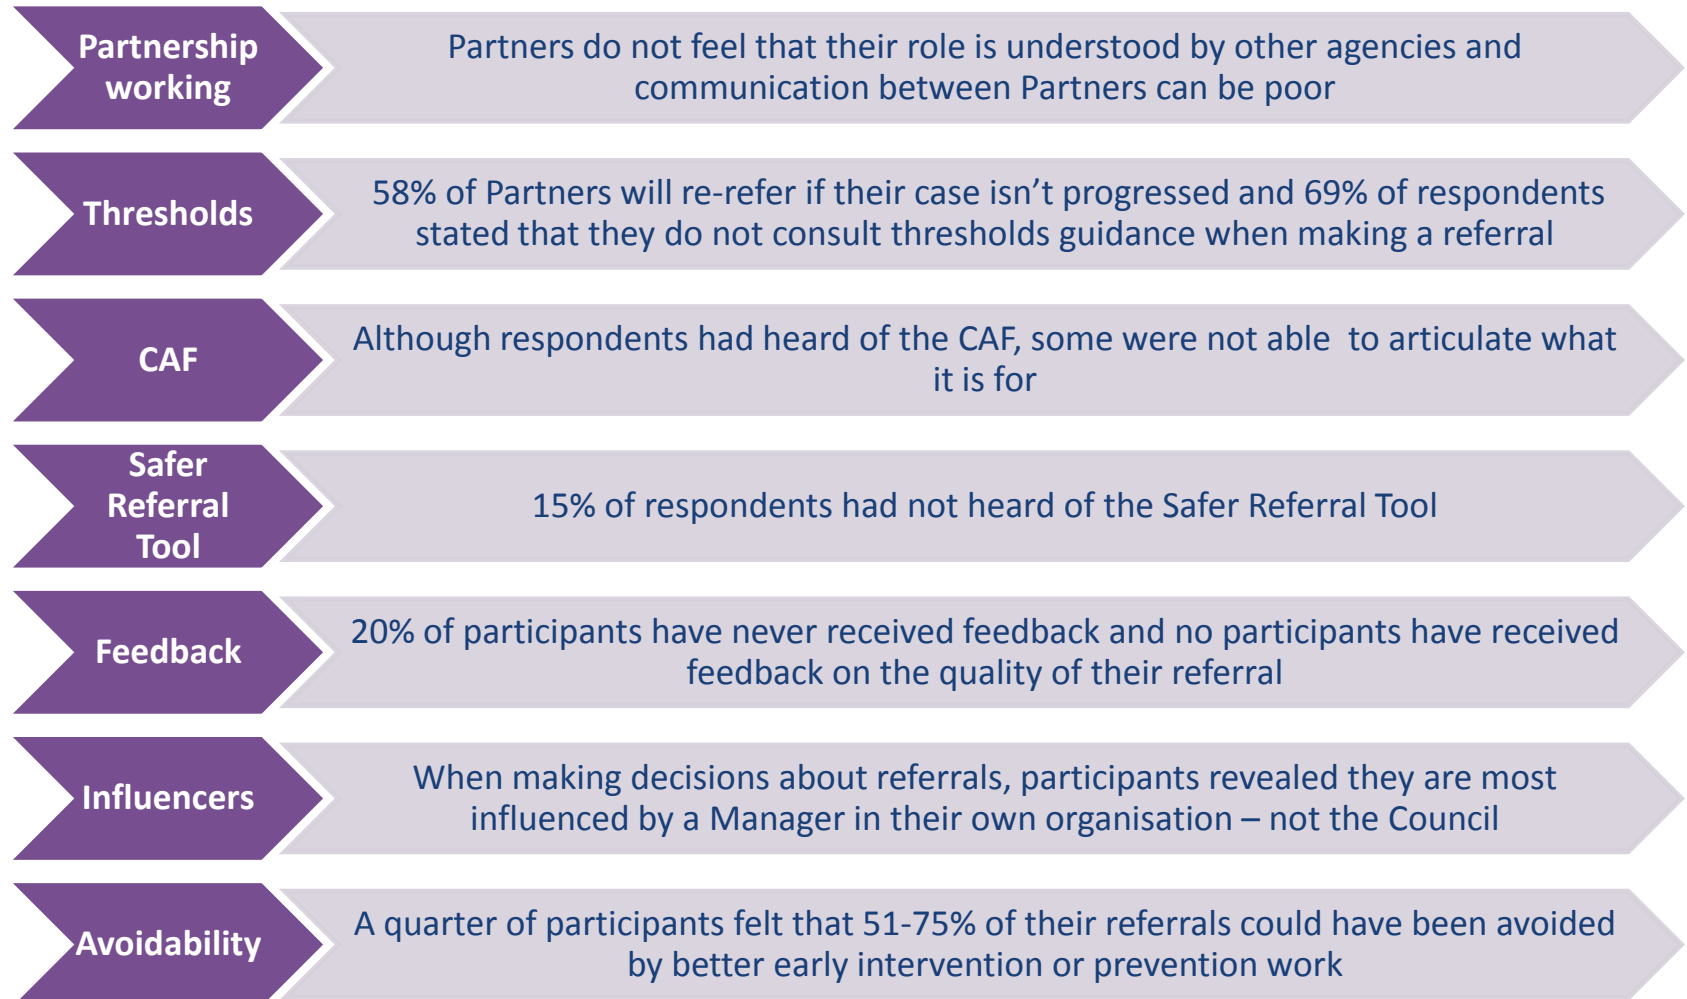 Partnership
working
Partners do not feel that their role is understood by other agencies and
communication between Partners can be poor
Thresholds
58% of Partners will re-refer if their case isn’t progressed and 69% of respondents
stated that they do not consult thresholds guidance when making a referral
CAF
Although respondents had heard of the CAF, some were not able  to articulate what
it is for
Safer
Referral
Tool
15% of respondents had not heard of the Safer Referral Tool
Feedback
20% of participants have never received feedback and no participants have received
feedback on the quality of their referral
Influencers
When making decisions about referrals, participants revealed they are most
influenced by a Manager in their own organisation – not the Council
Avoidability
A quarter of participants felt that 51-75% of their referrals could have been avoided
by better early intervention or prevention work